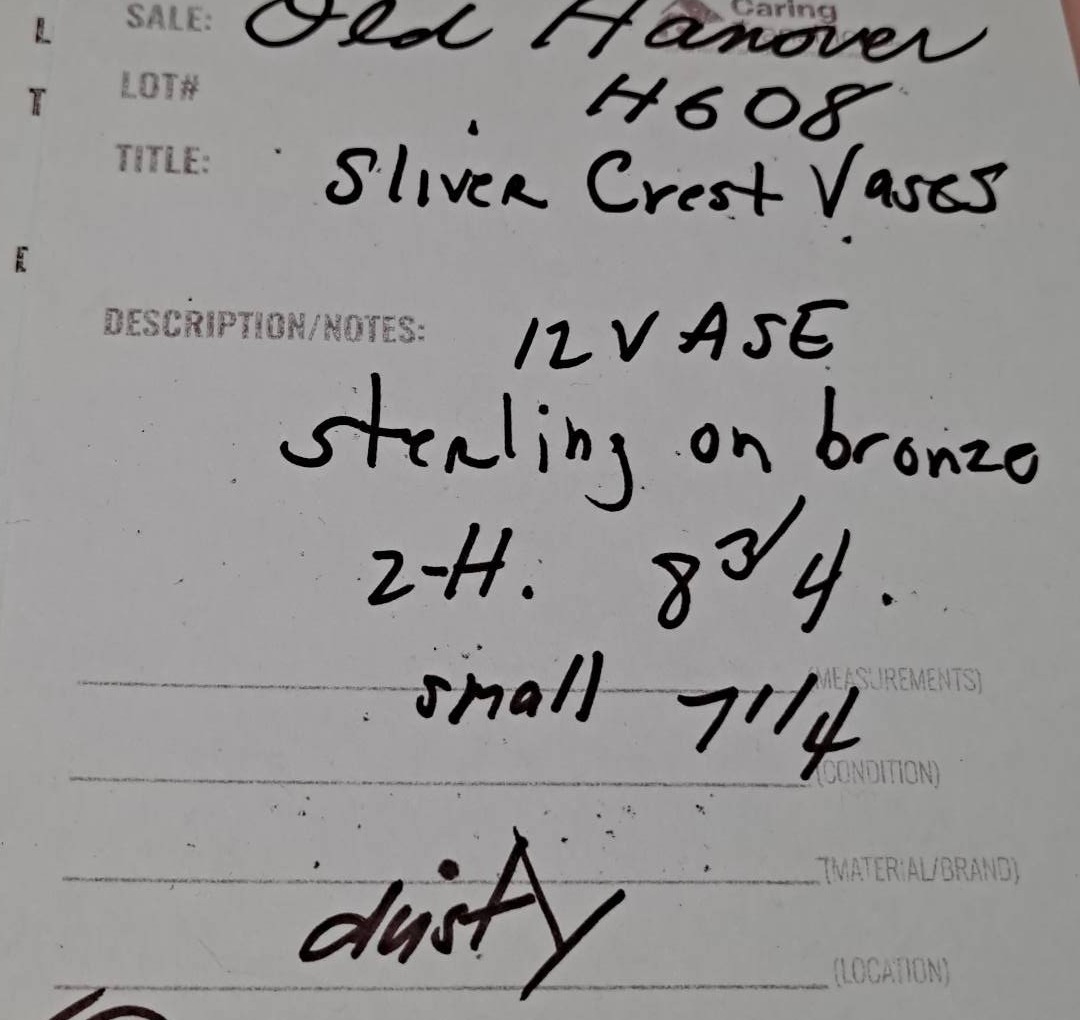 Caring
L SALE: Old Hanover
T LOT# H608
TITLE: Sliver Crest Vases
E
DESCRIPTION/NOTES: 12 VASE
sterling on bronze
2-H. 8 3/4.
(MEASUREMENTS)
small 7 1/4
(CONDITION)
(MATERIAL/BRAND)
dusty
(LOCATION)